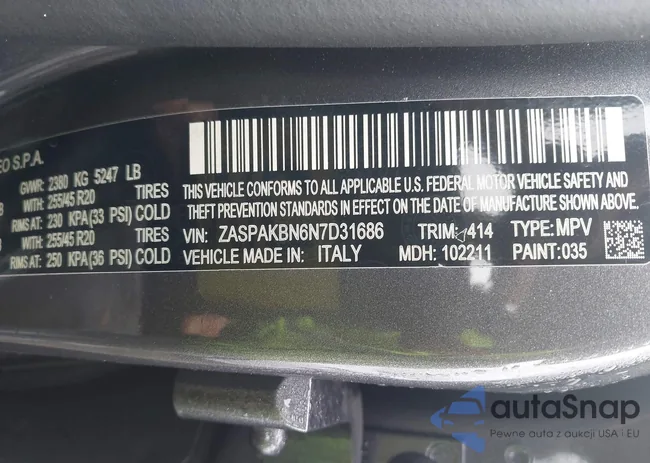 EO S.P.A.
GVWR: 2380 KG 5247 LB
WITH: 255/45 R20 TIRES
RIMS AT: 230 KPA(33 PSI) COLD
WITH: 255/45 R20 TIRES
RIMS AT: 250 KPA(36 PSI) COLD
THIS VEHICLE CONFORMS TO ALL APPLICABLE U.S. FEDERAL MOTOR VEHICLE SAFETY AND
THEFT PREVENTION STANDARDS IN EFFECT ON THE DATE OF MANUFACTURE SHOWN ABOVE.
VIN: ZASPAKBN6N7D31686 TRIM: 414 TYPE: MPV
VEHICLE MADE IN: ITALY MDH: 102211 PAINT: 035
autaSnap
Pewne auta z aukcji USA i EU